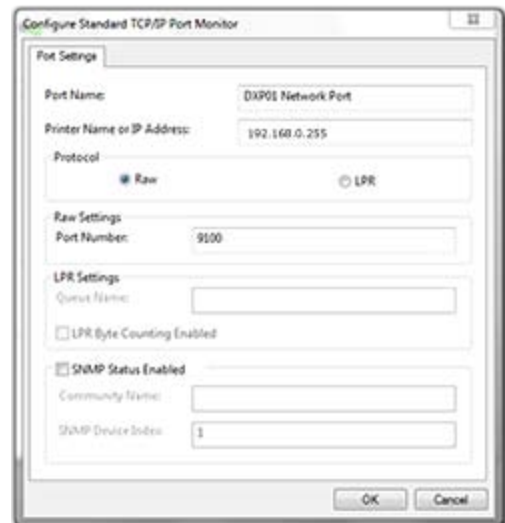 Configure Standard TCP/IP Port Monitor
Port Settings
Port Name: DXP01 Network Port
Printer Name or IP Address: 192.168.0.255
Protocol
Raw LPR
Raw Settings
Port Number: 9100
LPR Settings
Queue Name:
LPR Byte Counting Enabled
SNMP Status Enabled
Community Name:
SNMP Device Index: 1
OK Cancel